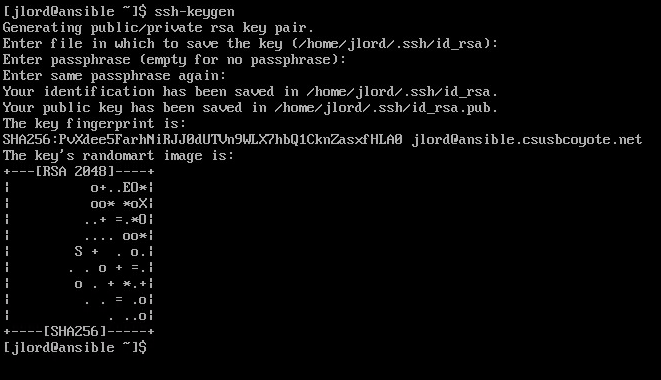 [jlord@ansible ~]$ ssh-keygen
Generating public/private rsa key pair.
Enter file in which to save the key (/home/jlord/.ssh/id_rsa):
Enter passphrase (empty for no passphrase):
Enter same passphrase again:
Your identification has been saved in /home/jlord/.ssh/id_rsa.
Your public key has been saved in /home/jlord/.ssh/id_rsa.pub.
The key fingerprint is:
SHA256:PvXdee5FarhNiRJJ0dUTVn9WLX7hbQ1CknZasxfHLA0 jlord@ansible.csusbcoyote.net
The key's randomart image is:
+---[RSA 2048]----+
|          o+..EO*|
|          oo* *oX|
|         ..+ =.*O|
|         .... oo*|
|        S +  . o.|
|       . . o + =.|
|        o . + *.+|
|         . . = .o|
|            . ..o|
+----[SHA256]-----+
[jlord@ansible ~]$